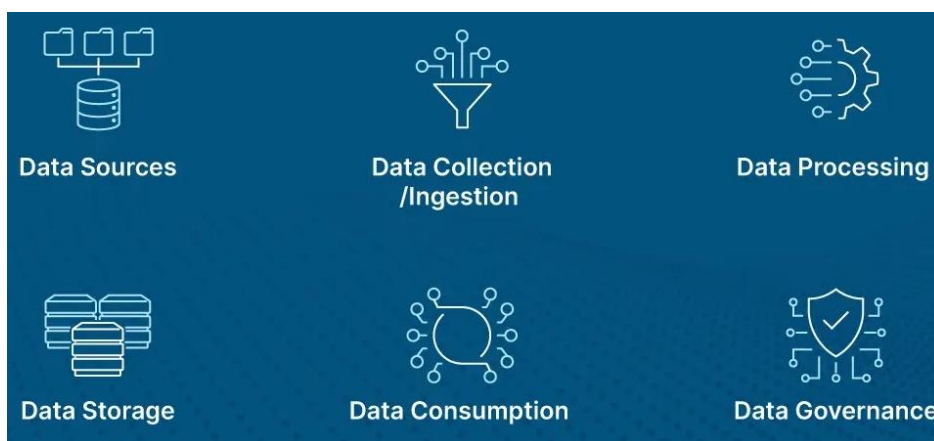 Data Sources
Data Collection
/Ingestion
Data Processing
Data Storage
Data Consumption
Data Governance